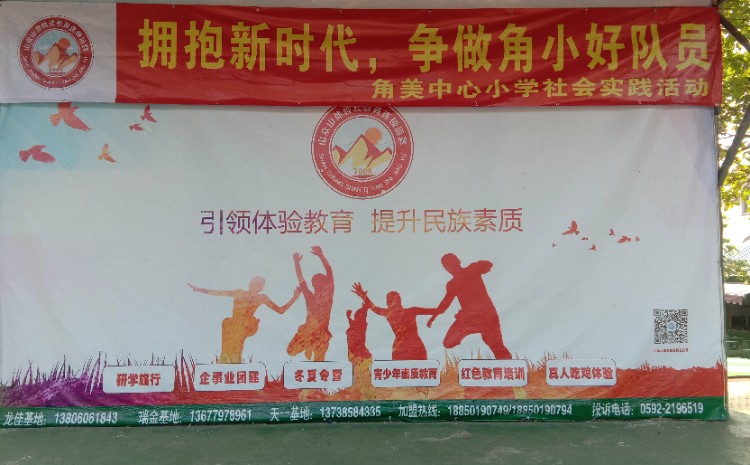 拥抱新时代，争做角小好队员
角美中心小学社会实践活动
2008
引领体验教育 提升民族素质
研学旅行 企事业团建 冬夏令营 青少年素质教育 红色教育培训 真人吃鸡体验
龙佳基地：13806061843 瑞金基地：13677978961 天 基地：13738584335 加盟热线：18850190749/18850190794 投诉电话：0592-2196519